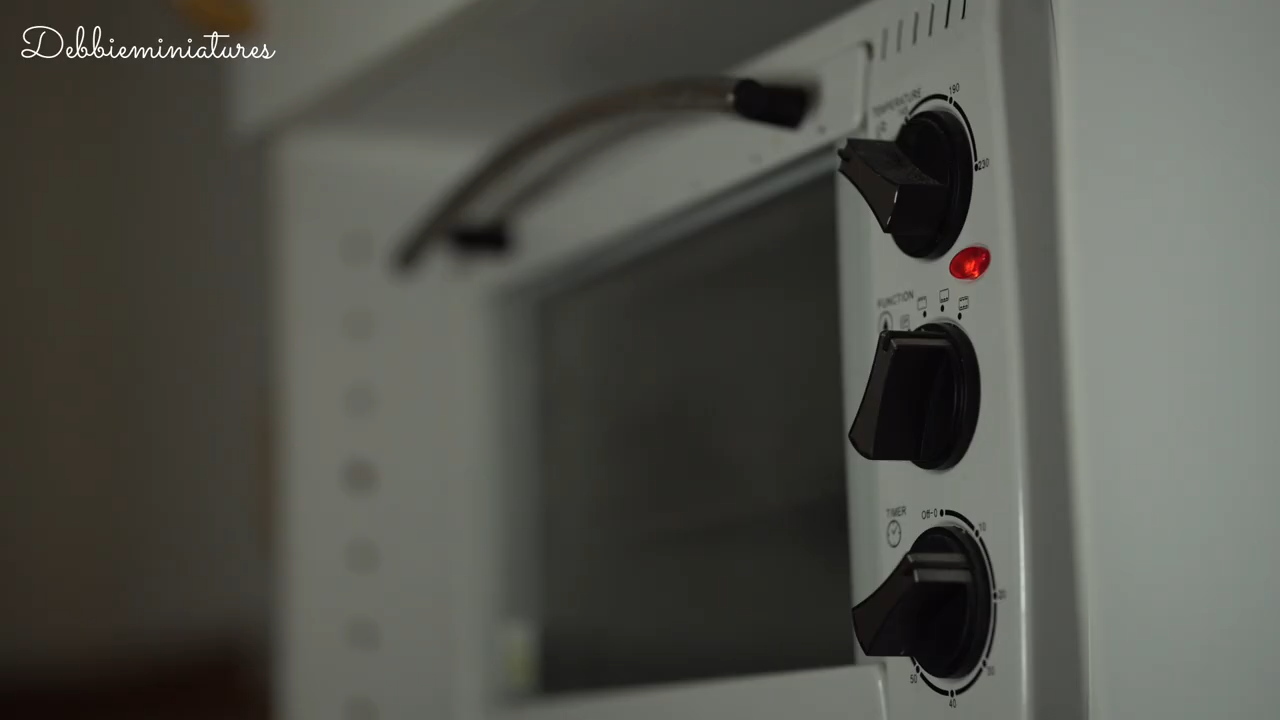 Debbieminiatures
TEMPERATURE
190
230
FUNCTION
TIMER
Off-0
10
20
30
40
50